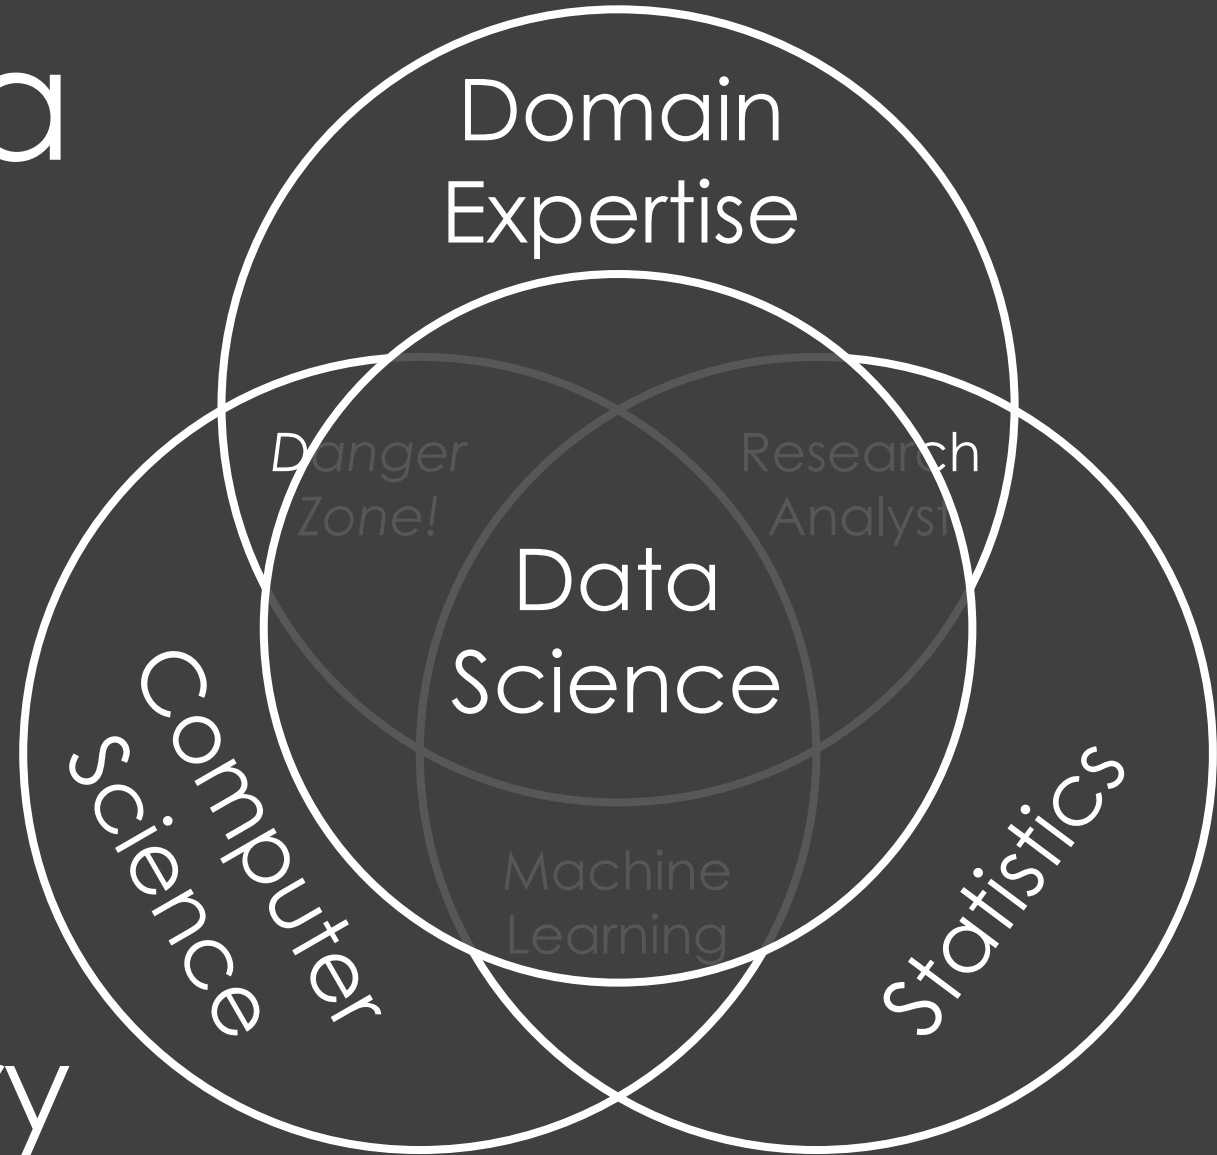 a
Domain
Expertise
Danger
Zone!
Research
Analyst
Data
Science
Computer
Science
Statistics
Machine
Learning
y